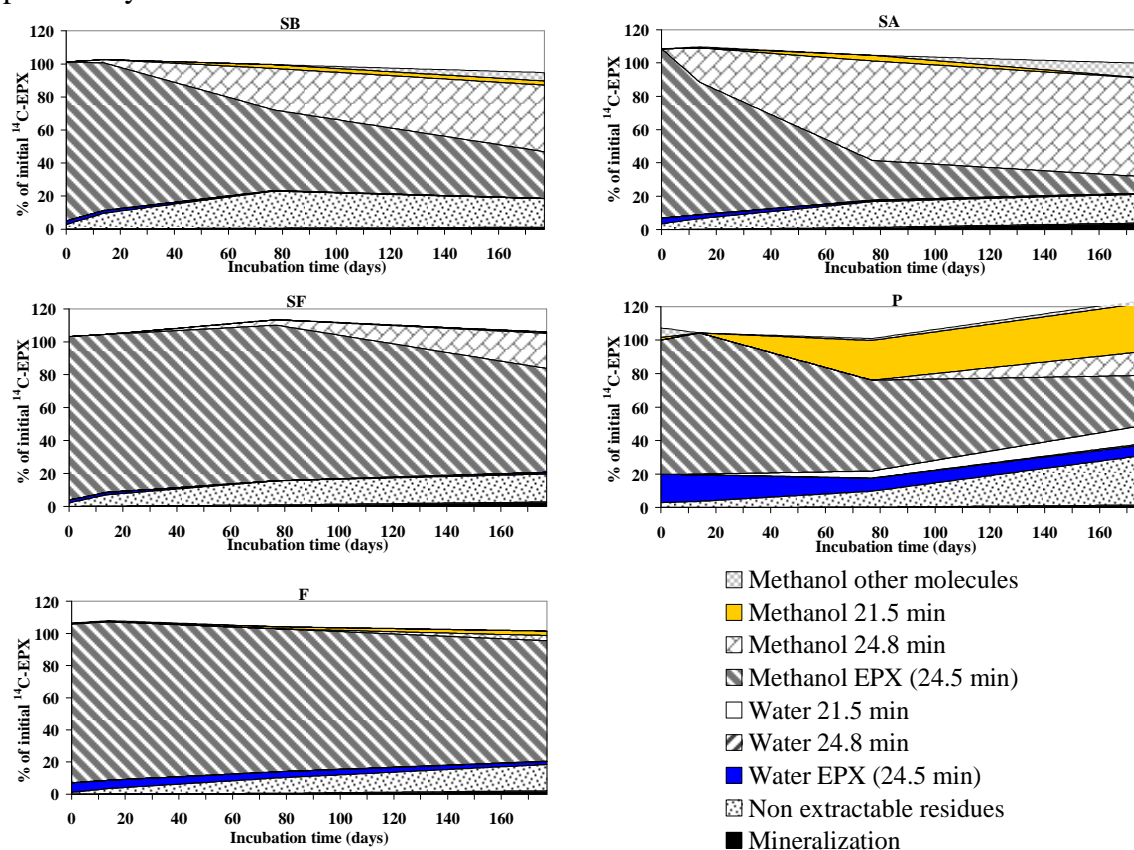 SB
120
100
80
60
40
20
0
% of initial ¹⁴C-EPX
0 20 40 60 80 100 120 140 160
Incubation time (days)
SA
120
100
80
60
40
20
0
% of initial ¹⁴C-EPX
0 20 40 60 80 100 120 140 160
Incubation time (days)
SF
120
100
80
60
40
20
0
% of initial ¹⁴C-EPX
0 20 40 60 80 100 120 140 160
Incubation time (days)
P
120
100
80
60
40
20
0
% of initial ¹⁴C-EPX
0 20 40 60 80 100 120 140 160
Incubation time (days)
F
120
100
80
60
40
20
0
% of initial ¹⁴C-EPX
0 20 40 60 80 100 120 140 160
Incubation time (days)
Methanol other molecules
Methanol 21.5 min
Methanol 24.8 min
Methanol EPX (24.5 min)
Water 21.5 min
Water 24.8 min
Water EPX (24.5 min)
Non extractable residues
Mineralization